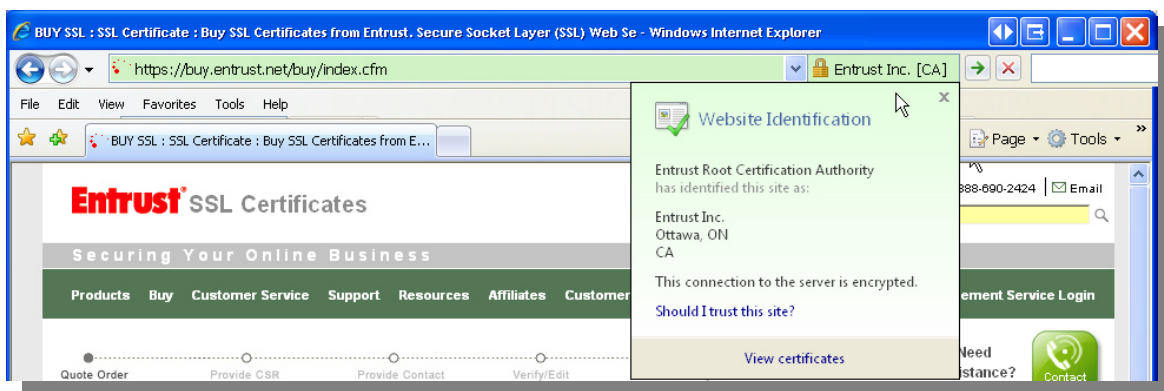 BUY SSL : SSL Certificate : Buy SSL Certificates from Entrust, Secure Socket Layer (SSL) Web Se - Windows Internet Explorer
https://buy.entrust.net/buy/index.cfm Entrust Inc. [CA]
File Edit View Favorites Tools Help
BUY SSL : SSL Certificate : Buy SSL Certificates from E... Page Tools »
Website Identification
Entrust Root Certification Authority
has identified this site as:
Entrust Inc.
Ottawa, ON
CA
This connection to the server is encrypted.
Should I trust this site?
View certificates
888-690-2424 | Email
Entrust SSL Certificates
Securing Your Online Business
Products Buy Customer Service Support Resources Affiliates Customer ement Service Login
Need
istance?
Contact
Quote Order Provide CSR Provide Contact Verify/Edit